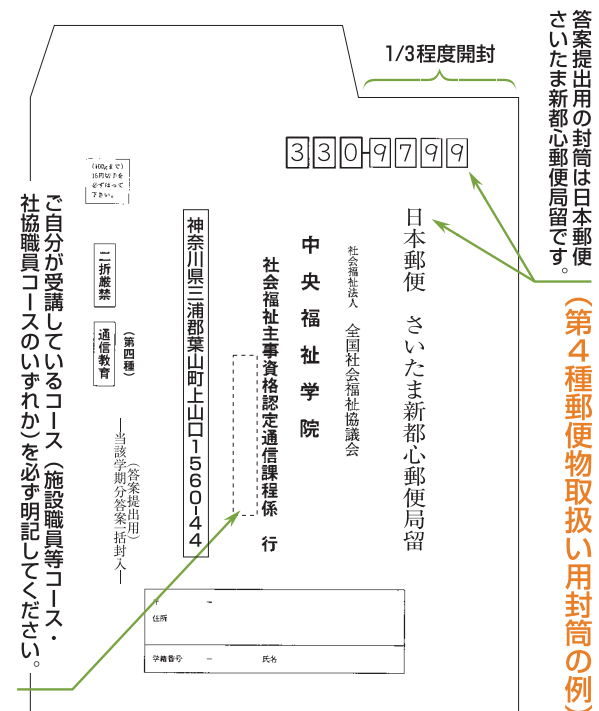 答案提出用の封筒は日本郵便
さいたま新都心郵便局留です。
(第4種郵便物取扱い用封筒の例)
1/3程度開封
330-9799
日本郵便 さいたま新都心郵便局留
社会福祉法人 全国社会福祉協議会
中央福祉学院
社会福祉主事資格認定通信課程係 行
神奈川県三浦郡葉山町上山口1560-44
(100gまで)
15円切手を
必ずはって
下さい。
二折厳禁
(第四種)
通信教育
(答案提出用)
―当該学期分答案一括封入―
〒 -
住所
学籍番号 - 氏名
ご自分が受講しているコース(施設職員等コース・
社協職員コースのいずれか)を必ず明記してください。